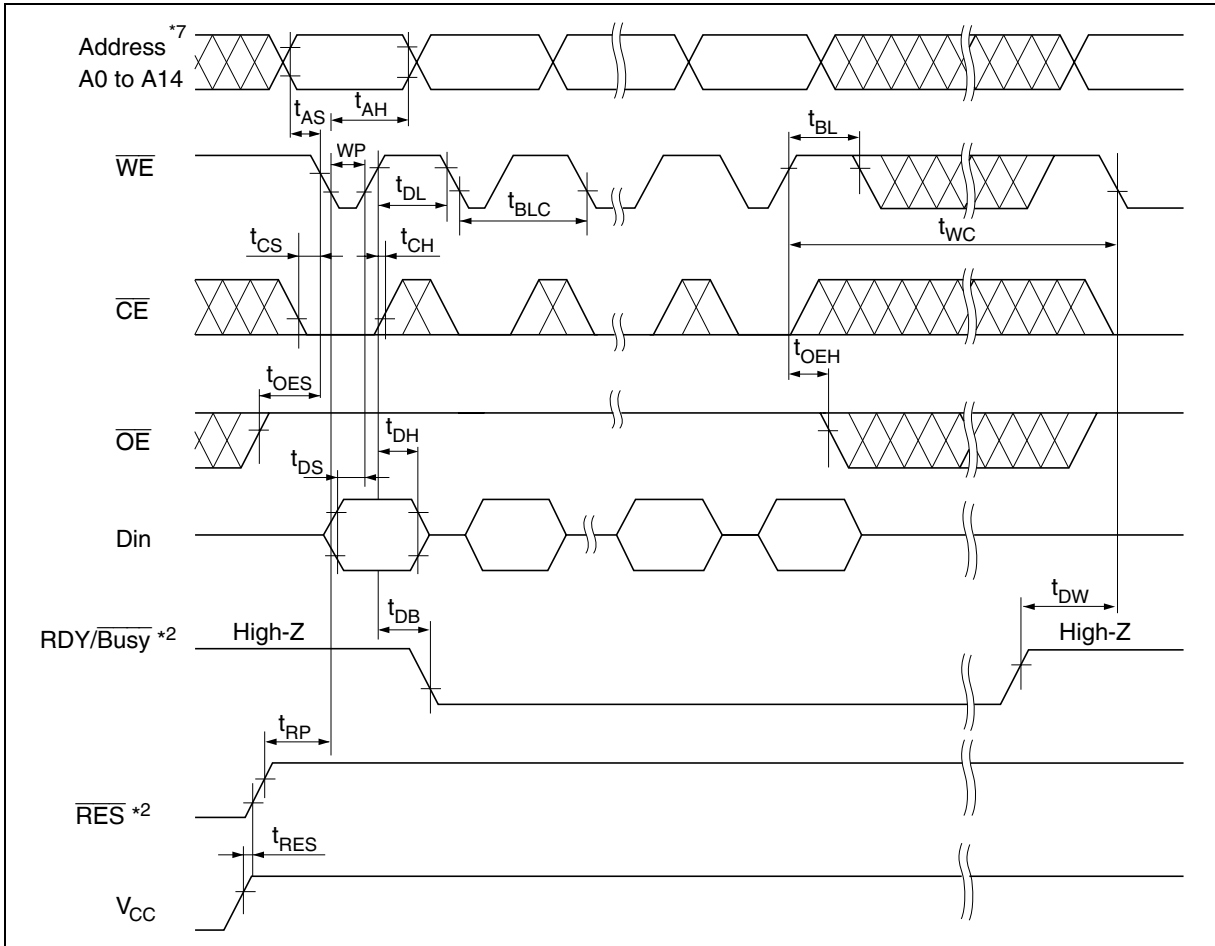 Address *7
A0 to A14
tAS
tAH
tBL
WE
WP
tDL
tBLC
tWC
tCS
tCH
CE
tOEH
tOES
OE
tDH
tDS
Din
tDB
tDW
RDY/Busy *2
High-Z
High-Z
tRP
RES *2
tRES
VCC